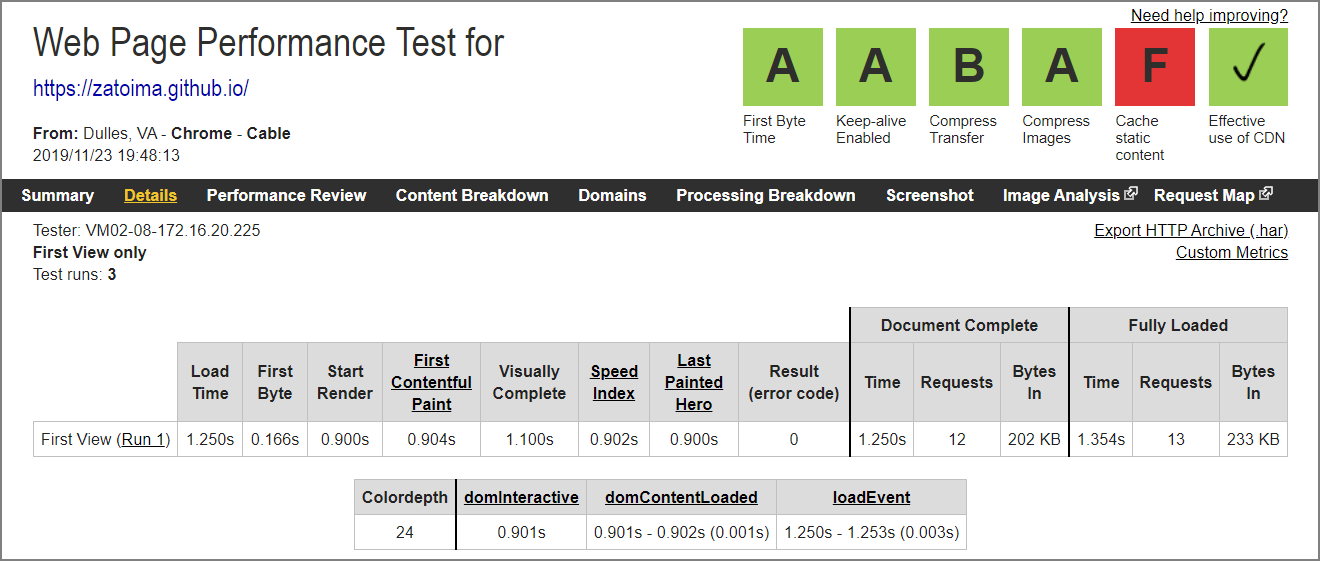 Need help improving?
Web Page Performance Test for
https://zatoima.github.io/
From: Dulles, VA - Chrome - Cable
2019/11/23 19:48:13
A A B A F ✓
First Byte Time
Keep-alive Enabled
Compress Transfer
Compress Images
Cache static content
Effective use of CDN
Summary Details Performance Review Content Breakdown Domains Processing Breakdown Screenshot Image Analysis Request Map
Tester: VM02-08-172.16.20.225
First View only
Test runs: 3
Export HTTP Archive (.har)
Custom Metrics
Document Complete Fully Loaded
Load Time First Byte Start Render First Contentful Paint Visually Complete Speed Index Last Painted Hero Result (error code) Time Requests Bytes In Time Requests Bytes In
First View (Run 1) 1.250s 0.166s 0.900s 0.904s 1.100s 0.902s 0.900s 0 1.250s 12 202 KB 1.354s 13 233 KB
Colordepth domInteractive domContentLoaded loadEvent
24 0.901s 0.901s - 0.902s (0.001s) 1.250s - 1.253s (0.003s)